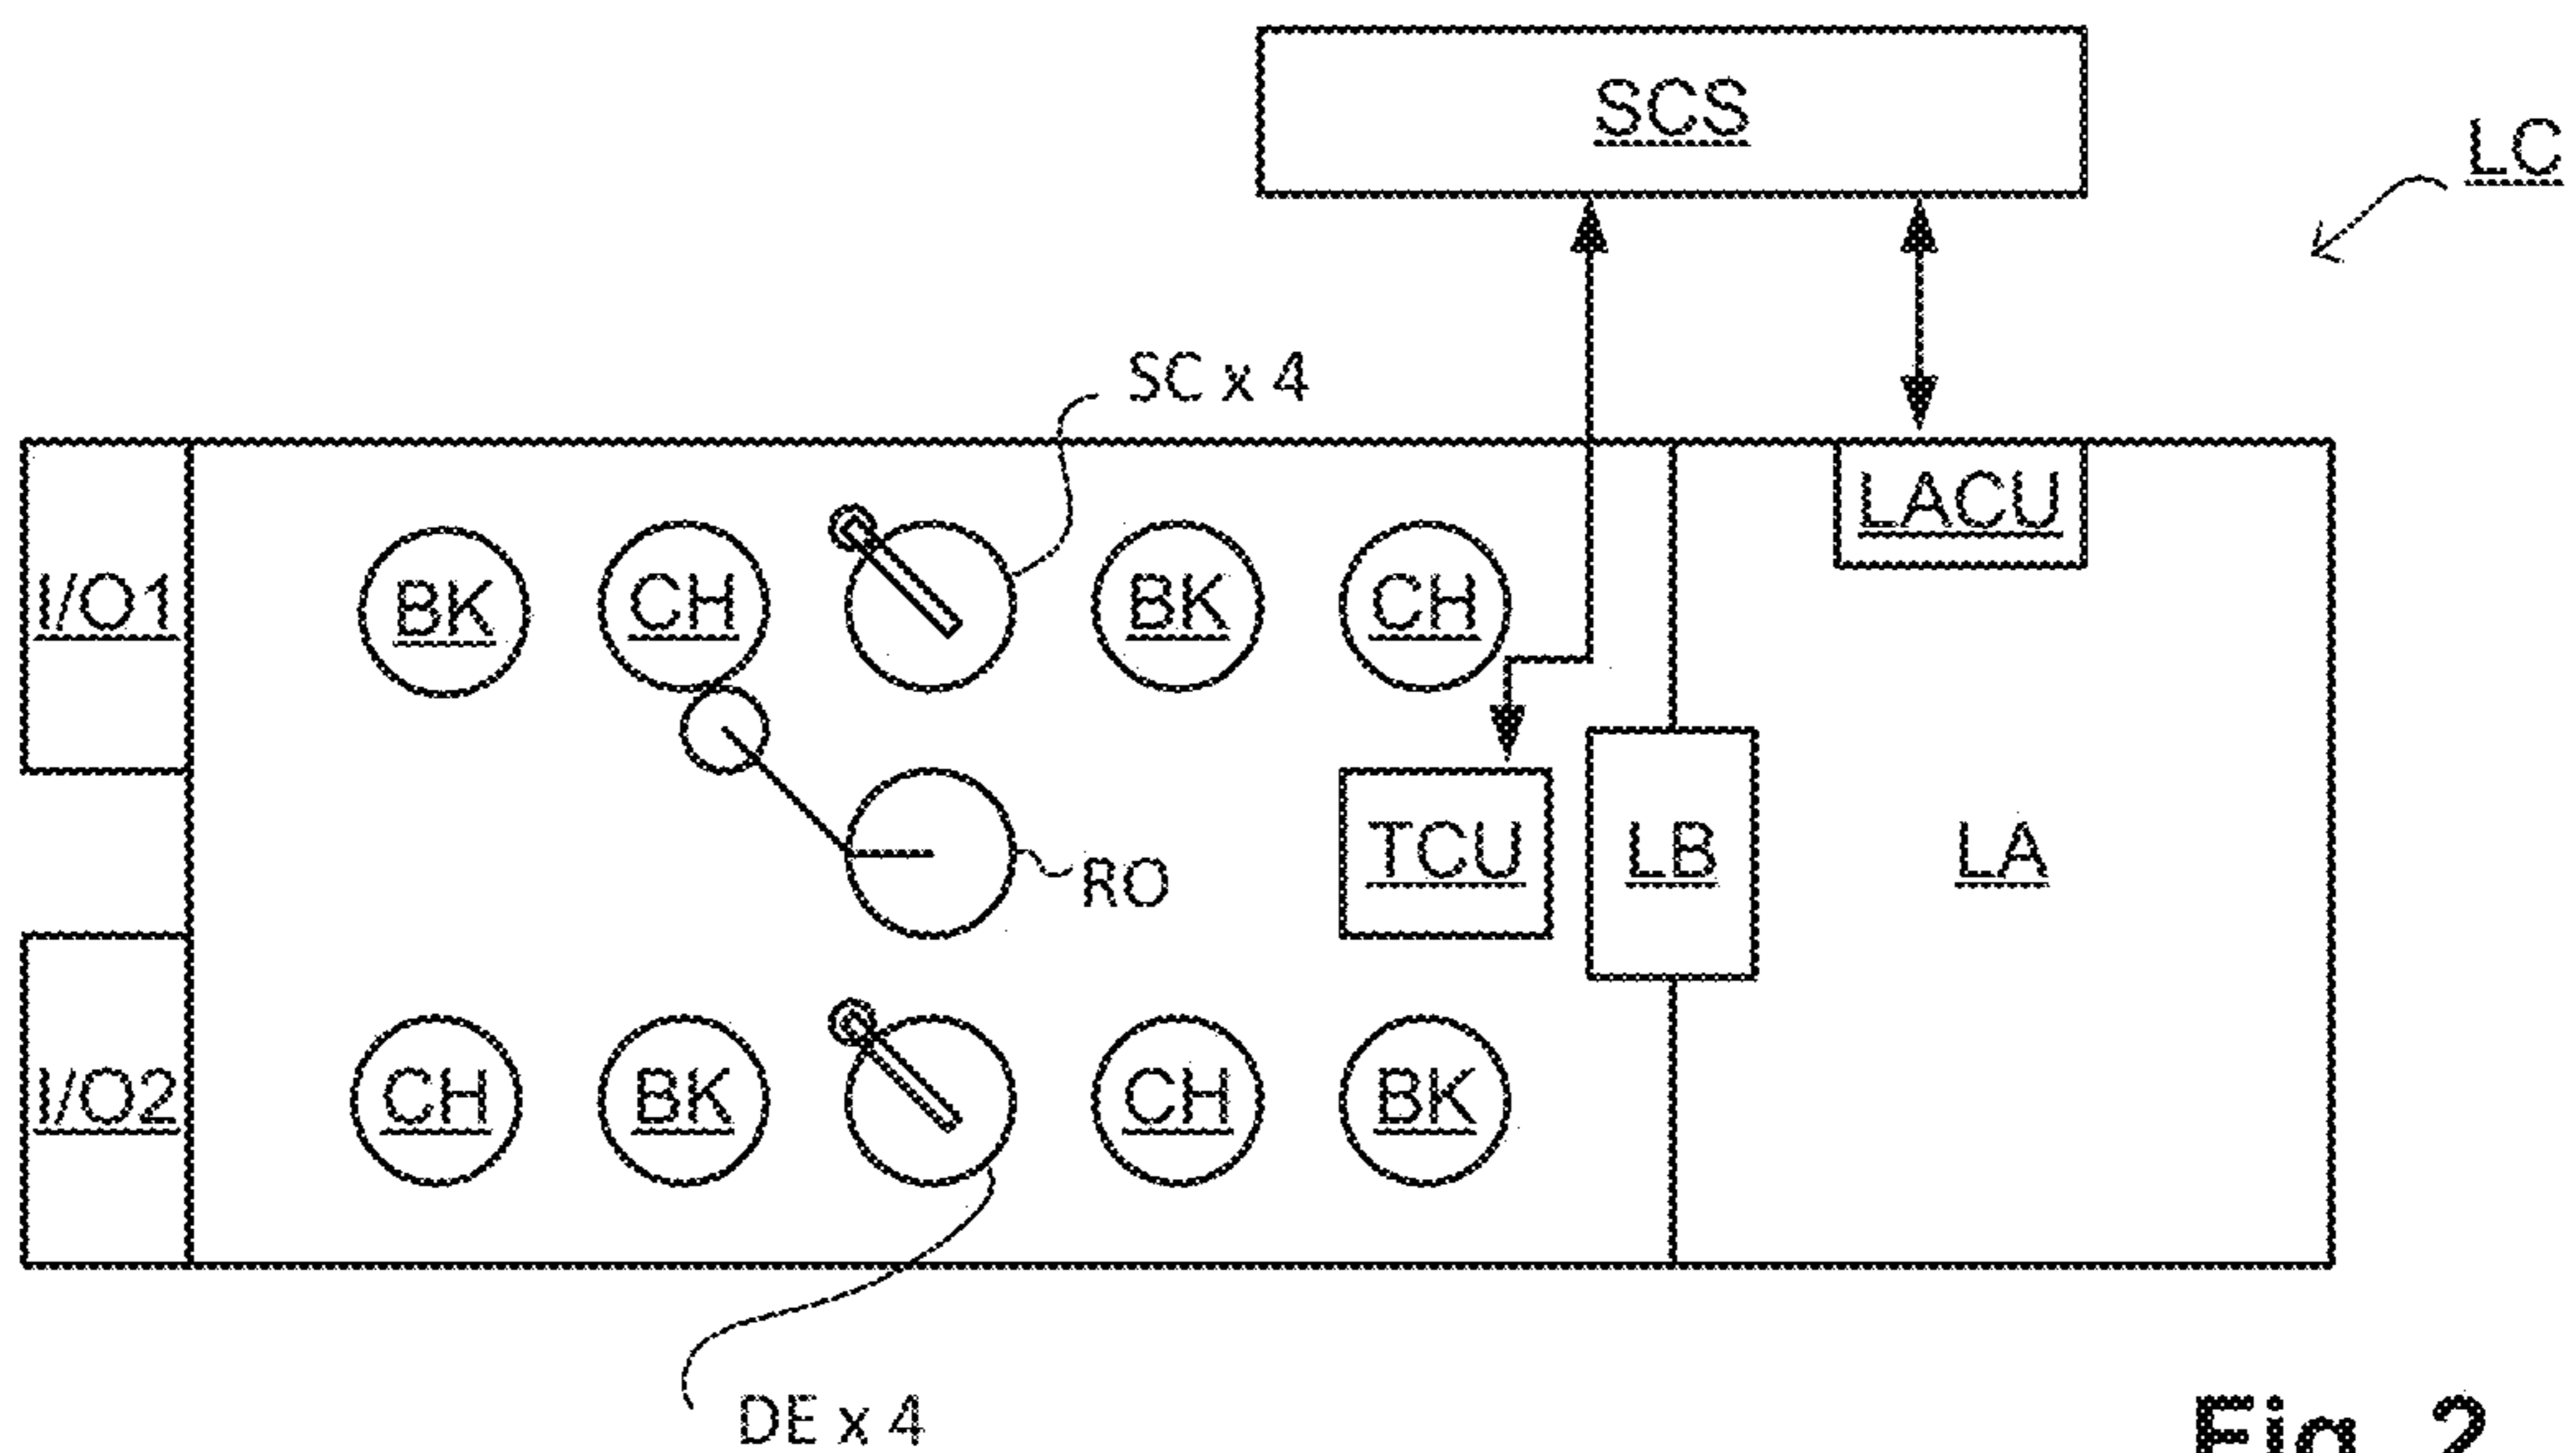 SCS
LC
SC x 4
LACU
I/O1
BK
CH
BK
CH
TCU
LB
LA
RO
I/O2
CH
BK
CH
BK
DE x 4
Fig. 2